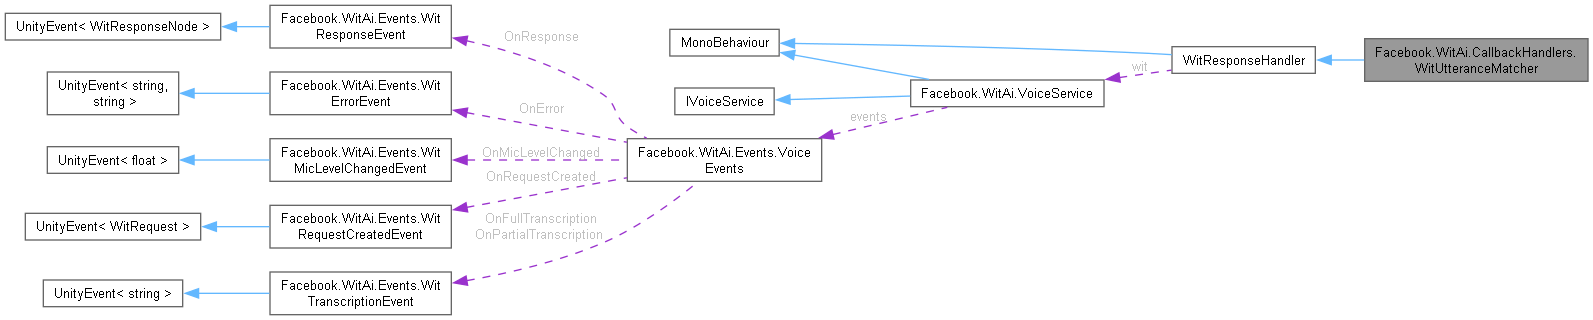 UnityEvent< WitResponseNode >
Facebook.WitAi.Events.Wit
ResponseEvent
OnResponse
MonoBehaviour
WitResponseHandler
Facebook.WitAi.CallbackHandlers.
WitUtteranceMatcher
wit
UnityEvent< string,
string >
Facebook.WitAi.Events.Wit
ErrorEvent
OnError
IVoiceService
Facebook.WitAi.VoiceService
events
UnityEvent< float >
Facebook.WitAi.Events.Wit
MicLevelChangedEvent
OnMicLevelChanged
Facebook.WitAi.Events.Voice
Events
OnRequestCreated
UnityEvent< WitRequest >
Facebook.WitAi.Events.Wit
RequestCreatedEvent
OnFullTranscription
OnPartialTranscription
UnityEvent< string >
Facebook.WitAi.Events.Wit
TranscriptionEvent